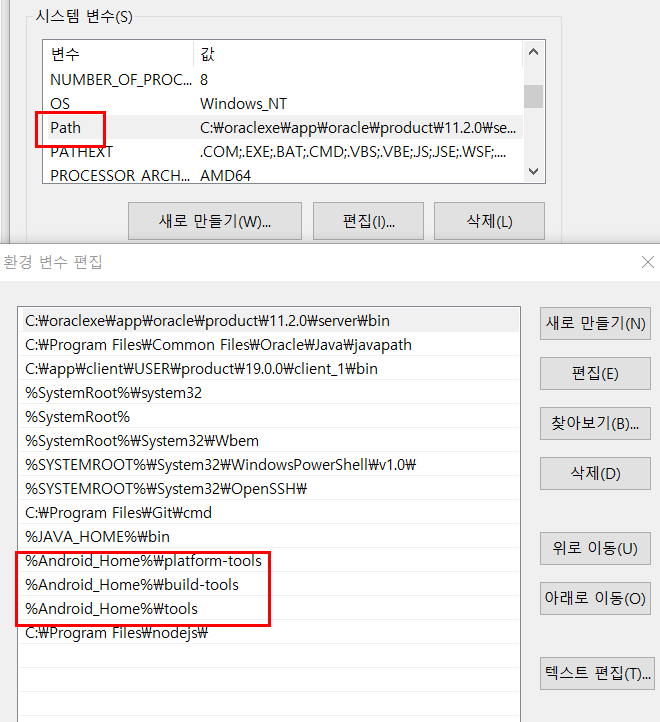 시스템 변수(S)
변수 값
NUMBER_OF_PROC... 8
OS Windows_NT
Path C:₩oraclexe₩app₩oracle₩product₩11.2.0₩se...
PATHEXT .COM;.EXE;.BAT;.CMD;.VBS;.VBE;.JS;.JSE;.WSF;....
PROCESSOR_ARCH... AMD64
새로 만들기(W)... 편집(I)... 삭제(L)
환경 변수 편집
C:₩oraclexe₩app₩oracle₩product₩11.2.0₩server₩bin 새로 만들기(N)
C:₩Program Files₩Common Files₩Oracle₩Java₩javapath
C:₩app₩client₩USER₩product₩19.0.0₩client_1₩bin 편집(E)
%SystemRoot%₩system32
%SystemRoot% 찾아보기(B)...
%SystemRoot%₩System32₩Wbem
%SYSTEMROOT%₩System32₩WindowsPowerShell₩v1.0₩ 삭제(D)
%SYSTEMROOT%₩System32₩OpenSSH₩
C:₩Program Files₩Git₩cmd
%JAVA_HOME%₩bin 위로 이동(U)
%Android_Home%₩platform-tools
%Android_Home%₩build-tools 아래로 이동(O)
%Android_Home%₩tools
C:₩Program Files₩nodejs₩
텍스트 편집(T)...